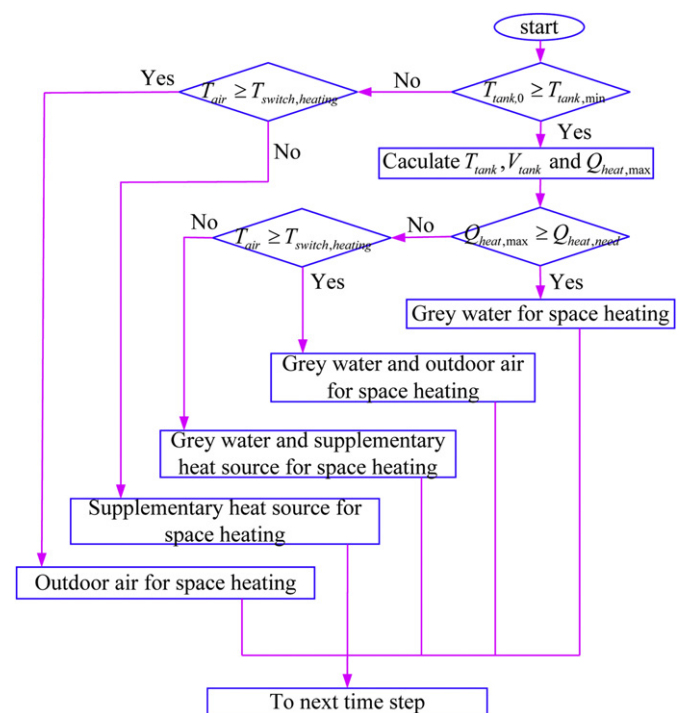 start
Yes
T_air ≥ T_switch,heating
No
T_tank,0 ≥ T_tank,min
Yes
No
Caculate T_tank, V_tank and Q_heat,max
No
T_air ≥ T_switch,heating
No
Q_heat,max ≥ Q_heat,need
Yes
Yes
Grey water for space heating
Grey water and outdoor air
for space heating
Grey water and supplementary
heat source for space heating
Supplementary heat source for
space heating
Outdoor air for space heating
To next time step